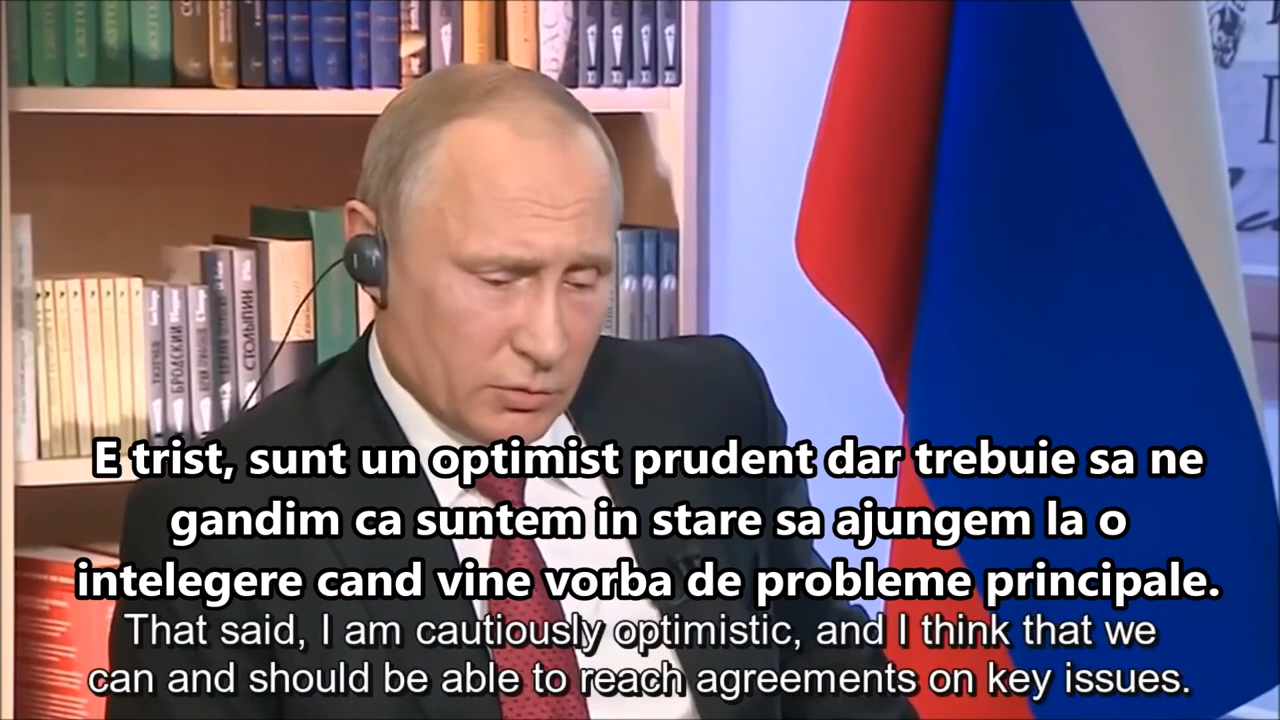 ТЮТЧЕВ
БРОДСКИЙ
СТОЛЫПИН
E trist, sunt un optimist prudent dar trebuie sa ne
gandim ca suntem in stare sa ajungem la o
intelegere cand vine vorba de probleme principale.
That said, I am cautiously optimistic, and I think that we
can and should be able to reach agreements on key issues.